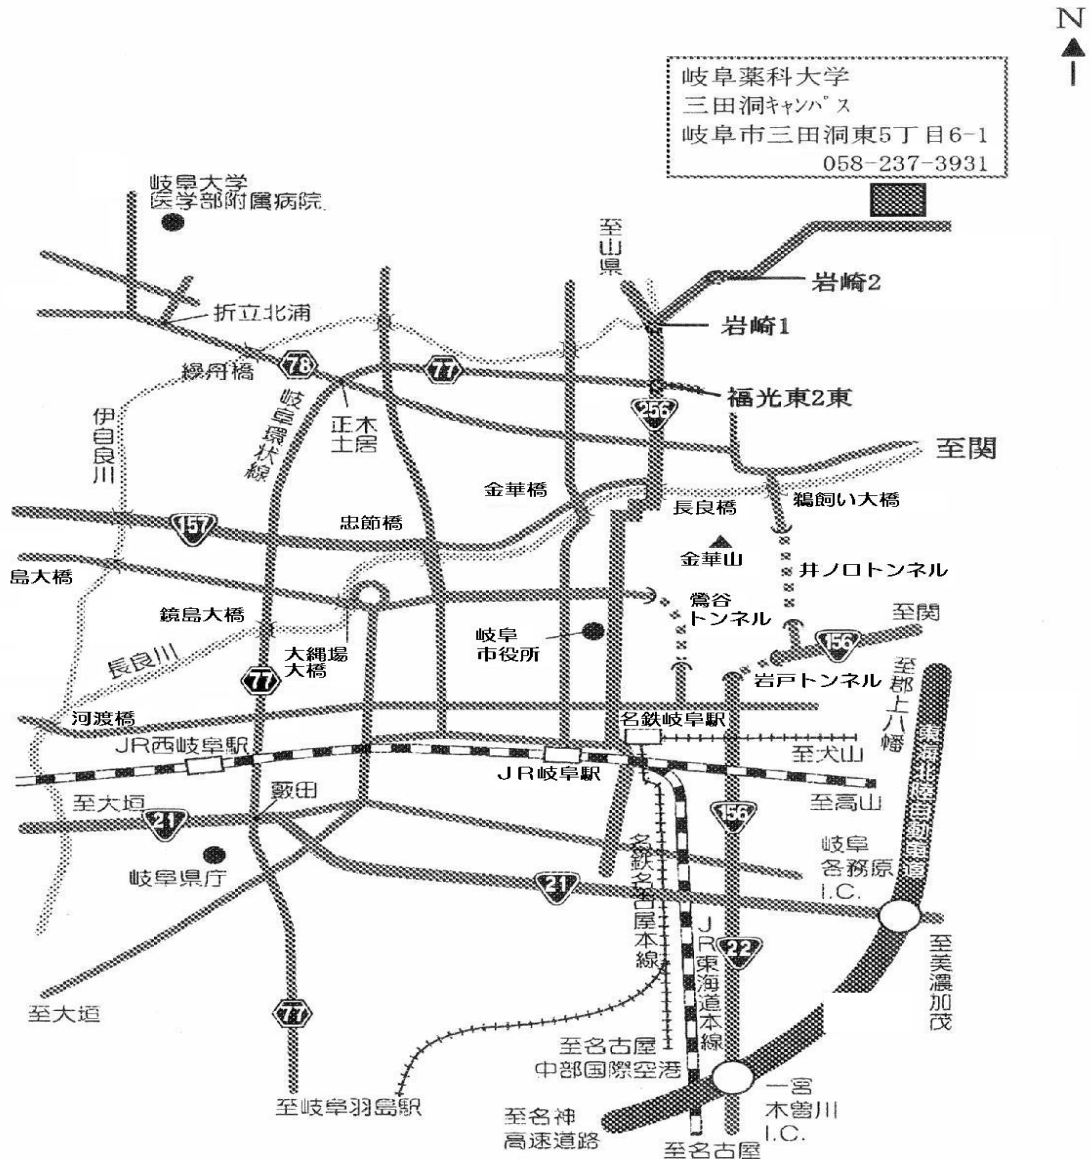 N
岐阜薬科大学
三田洞キャンパス
岐阜市三田洞東5丁目6-1
058-237-3931
岐阜大学
医学部附属病院
至山県
岩崎2
折立北浦
岩崎1
繰舟橋
78
77
福光東2東
岐阜環状線
正木
土居
256
伊自良川
至関
金華橋
長良橋
鵜飼い大橋
157
忠節橋
金華山
島大橋
井ノ口トンネル
鏡島大橋
鶯谷
トンネル
至関
岐阜
市役所
156
長良川
大縄場
大橋
77
岩戸トンネル
至郡上八幡
河渡橋
名鉄岐阜駅
東海北陸自動車道
JR西岐阜駅
至犬山
JR岐阜駅
至大垣
藪田
至高山
21
156
岐阜
各務原
I.C.
岐阜県庁
21
名鉄名古屋本線
JR東海道本線
22
至美濃加茂
至大垣
77
至名古屋
中部国際空港
至岐阜羽島駅
一宮
木曽川
I.C.
至名神
高速道路
至名古屋